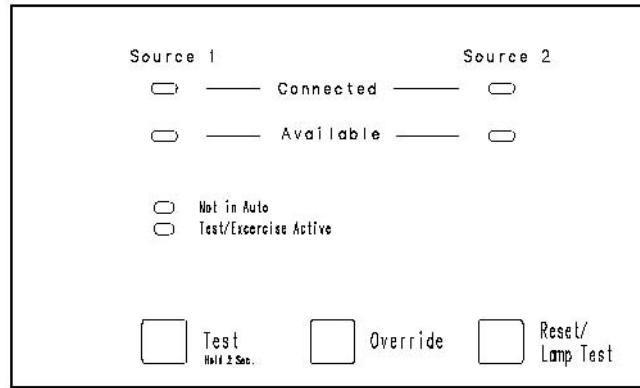 Source 1 Source 2
Connected
Available
Not in Auto
Test/Excercise Active
Test
Hold 2 Sec.
Override
Reset/
Lamp Test